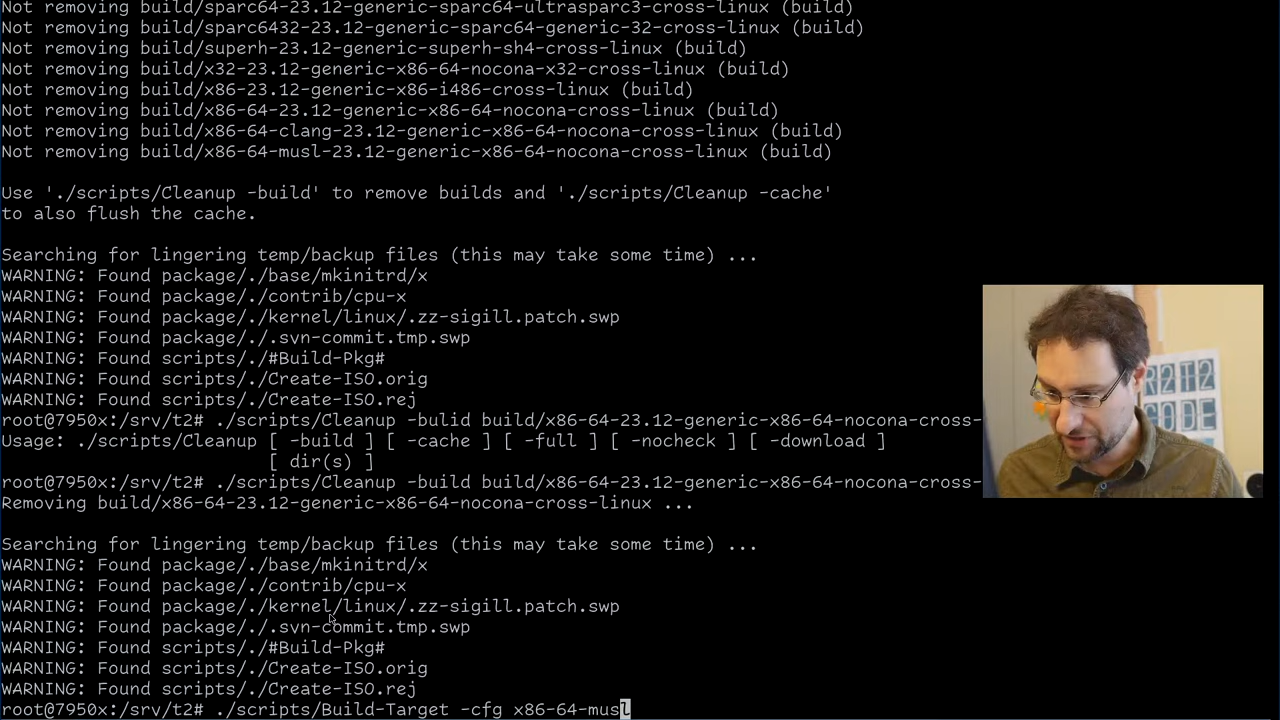 Not removing build/sparc64-23.12-generic-sparc64-ultrasparc3-cross-linux (build)
Not removing build/sparc6432-23.12-generic-sparc64-generic-32-cross-linux (build)
Not removing build/superh-23.12-generic-superh-sh4-cross-linux (build)
Not removing build/x32-23.12-generic-x86-64-nocona-x32-cross-linux (build)
Not removing build/x86-23.12-generic-x86-i486-cross-linux (build)
Not removing build/x86-64-23.12-generic-x86-64-nocona-cross-linux (build)
Not removing build/x86-64-clang-23.12-generic-x86-64-nocona-cross-linux (build)
Not removing build/x86-64-musl-23.12-generic-x86-64-nocona-cross-linux (build)
Use './scripts/Cleanup -build' to remove builds and './scripts/Cleanup -cache'
to also flush the cache.
Searching for lingering temp/backup files (this may take some time) ...
WARNING: Found package/./base/mkinitrd/x
WARNING: Found package/./contrib/cpu-x
WARNING: Found package/./kernel/linux/.zz-sigill.patch.swp
WARNING: Found package/./.svn-commit.tmp.swp
WARNING: Found scripts/./#Build-Pkg#
WARNING: Found scripts/./Create-ISO.orig
WARNING: Found scripts/./Create-ISO.rej
root@7950x:/srv/t2# ./scripts/Cleanup -bulid build/x86-64-23.12-generic-x86-64-nocona-cross-
Usage: ./scripts/Cleanup [ -build ] [ -cache ] [ -full ] [ -nocheck ] [ -download ]
[ dir(s) ]
root@7950x:/srv/t2# ./scripts/Cleanup -build build/x86-64-23.12-generic-x86-64-nocona-cross-
Removing build/x86-64-23.12-generic-x86-64-nocona-cross-linux ...
Searching for lingering temp/backup files (this may take some time) ...
WARNING: Found package/./base/mkinitrd/x
WARNING: Found package/./contrib/cpu-x
WARNING: Found package/./kernel/linux/.zz-sigill.patch.swp
WARNING: Found package/./.svn-commit.tmp.swp
WARNING: Found scripts/./#Build-Pkg#
WARNING: Found scripts/./Create-ISO.orig
WARNING: Found scripts/./Create-ISO.rej
root@7950x:/srv/t2# ./scripts/Build-Target -cfg x86-64-musl
R2T2
CODE